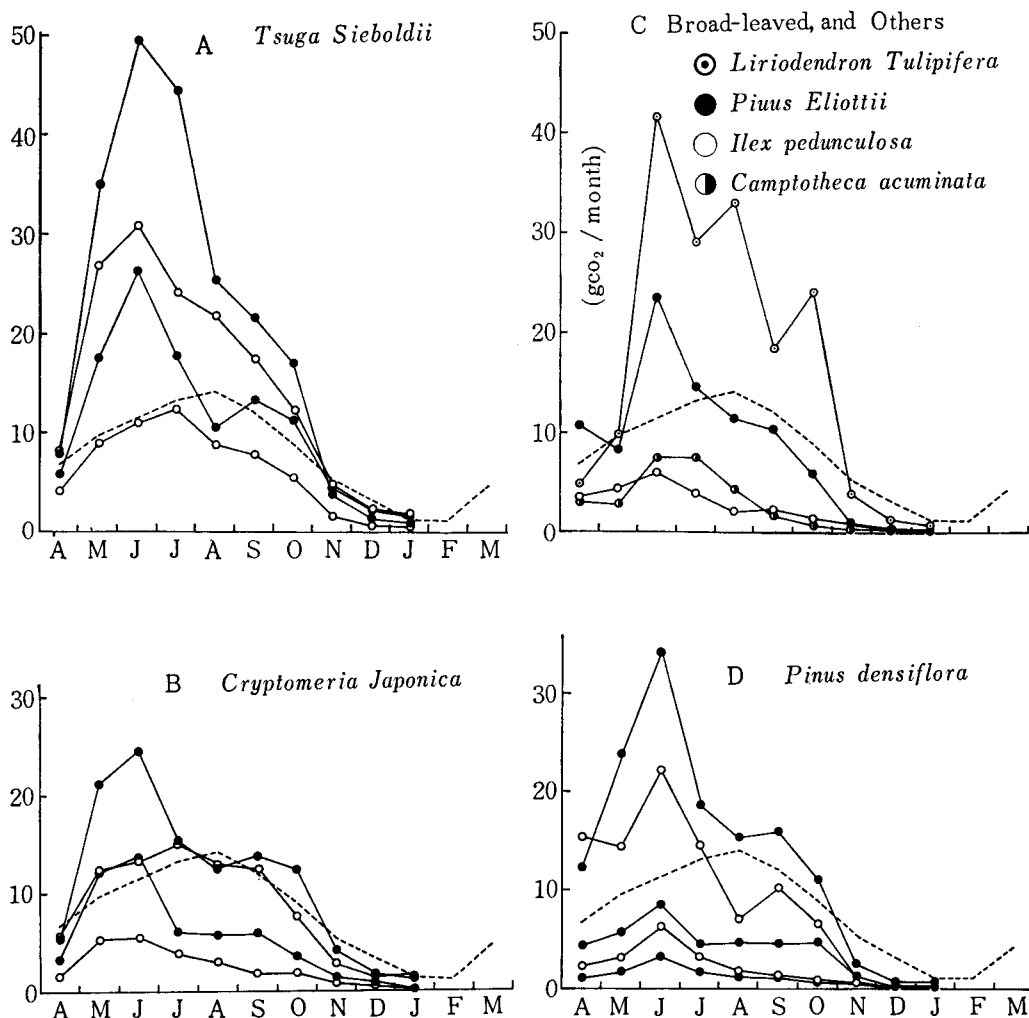 A Tsuga Sieboldii
50
40
30
20
10
0
A M J J A S O N D J F M
C Broad-leaved, and Others
Liriodendron Tulipifera
Piuus Eliottii
Ilex pedunculosa
Camptotheca acuminata
(gco₂ / month)
50
40
30
20
10
0
B Cryptomeria Japonica
30
20
10
0
A M J J A S O N D J F M
D Pinus densiflora
30
20
10
0
A M J J A S O N D J F M